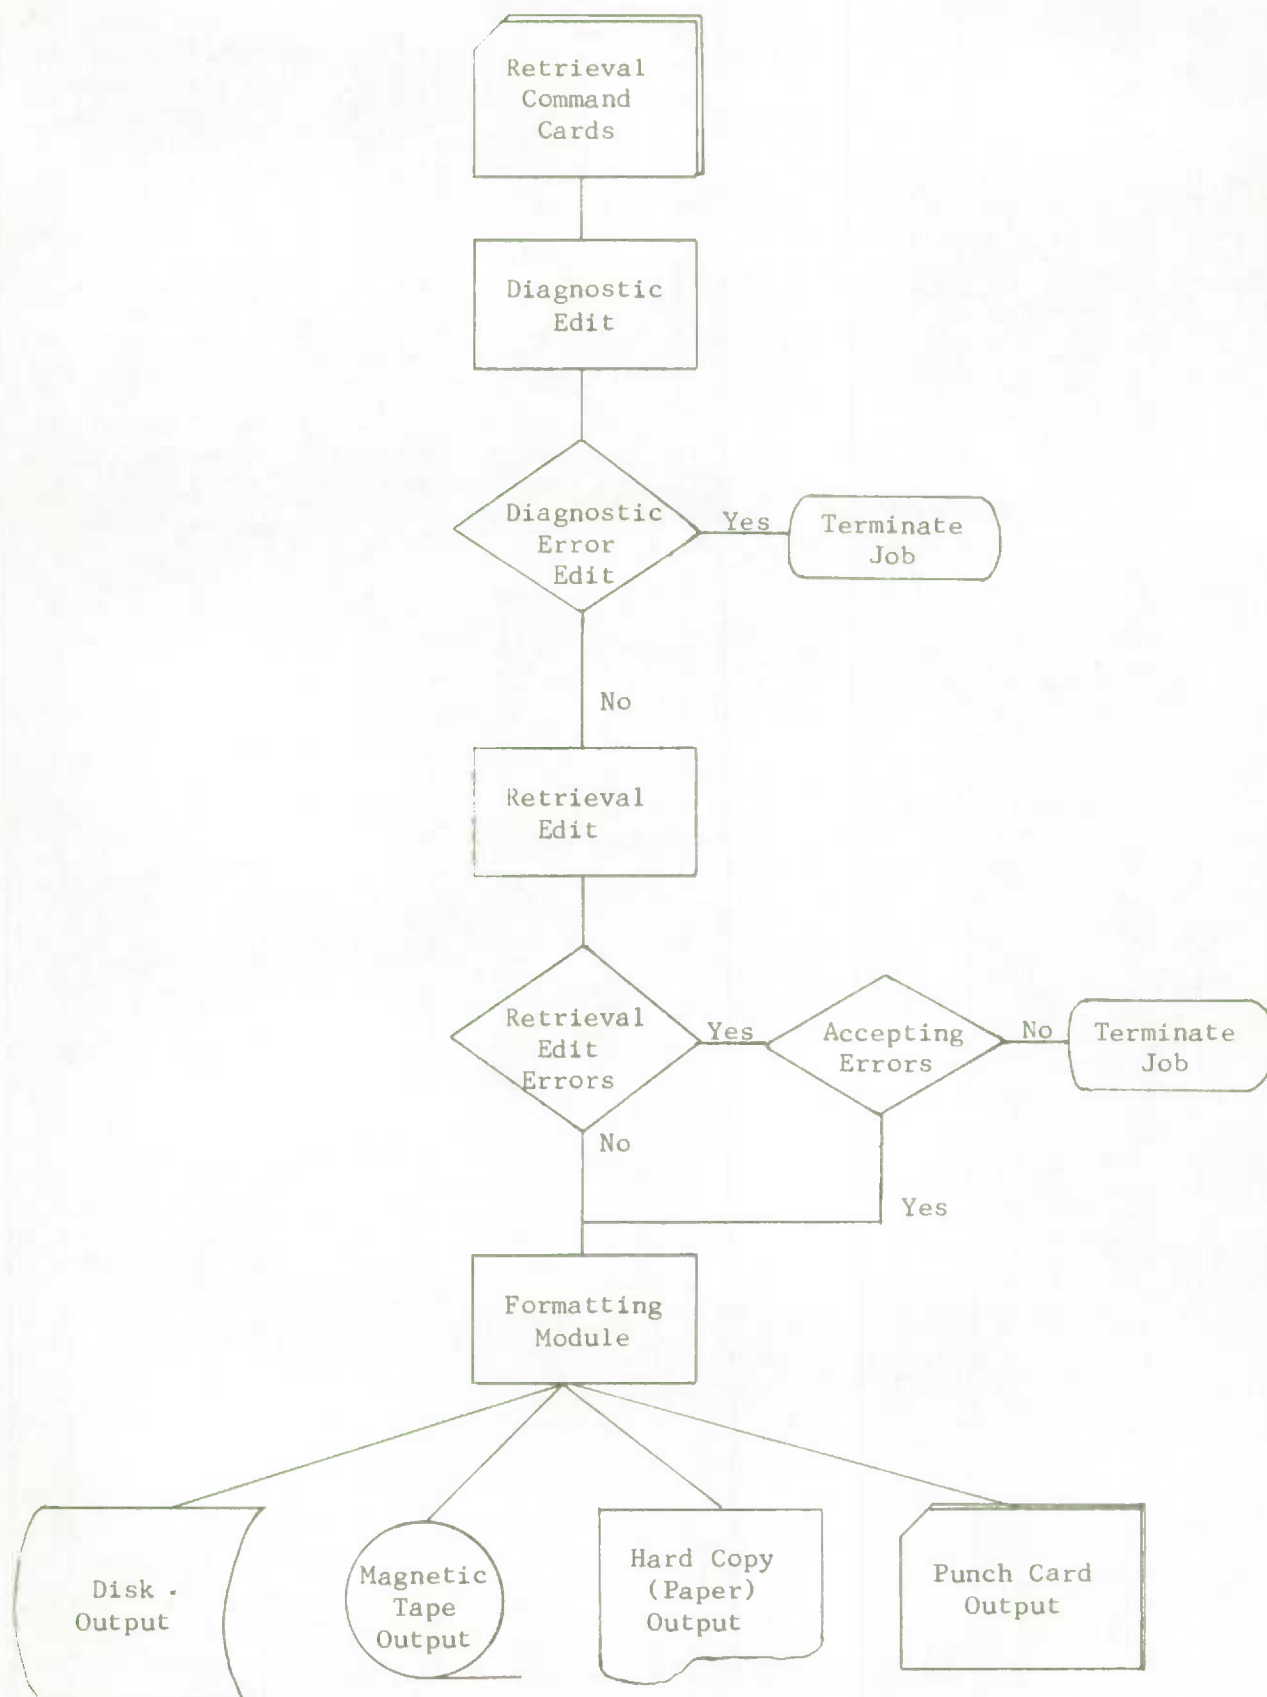 Retrieval
Command
Cards
Diagnostic
Edit
Diagnostic
Error
Edit
Yes
Terminate
Job
No
Retrieval
Edit
Retrieval
Edit
Errors
Yes
Accepting
Errors
No
Terminate
Job
No
Yes
Formatting
Module
Disk
Output
Magnetic
Tape
Output
Hard Copy
(Paper)
Output
Punch Card
Output